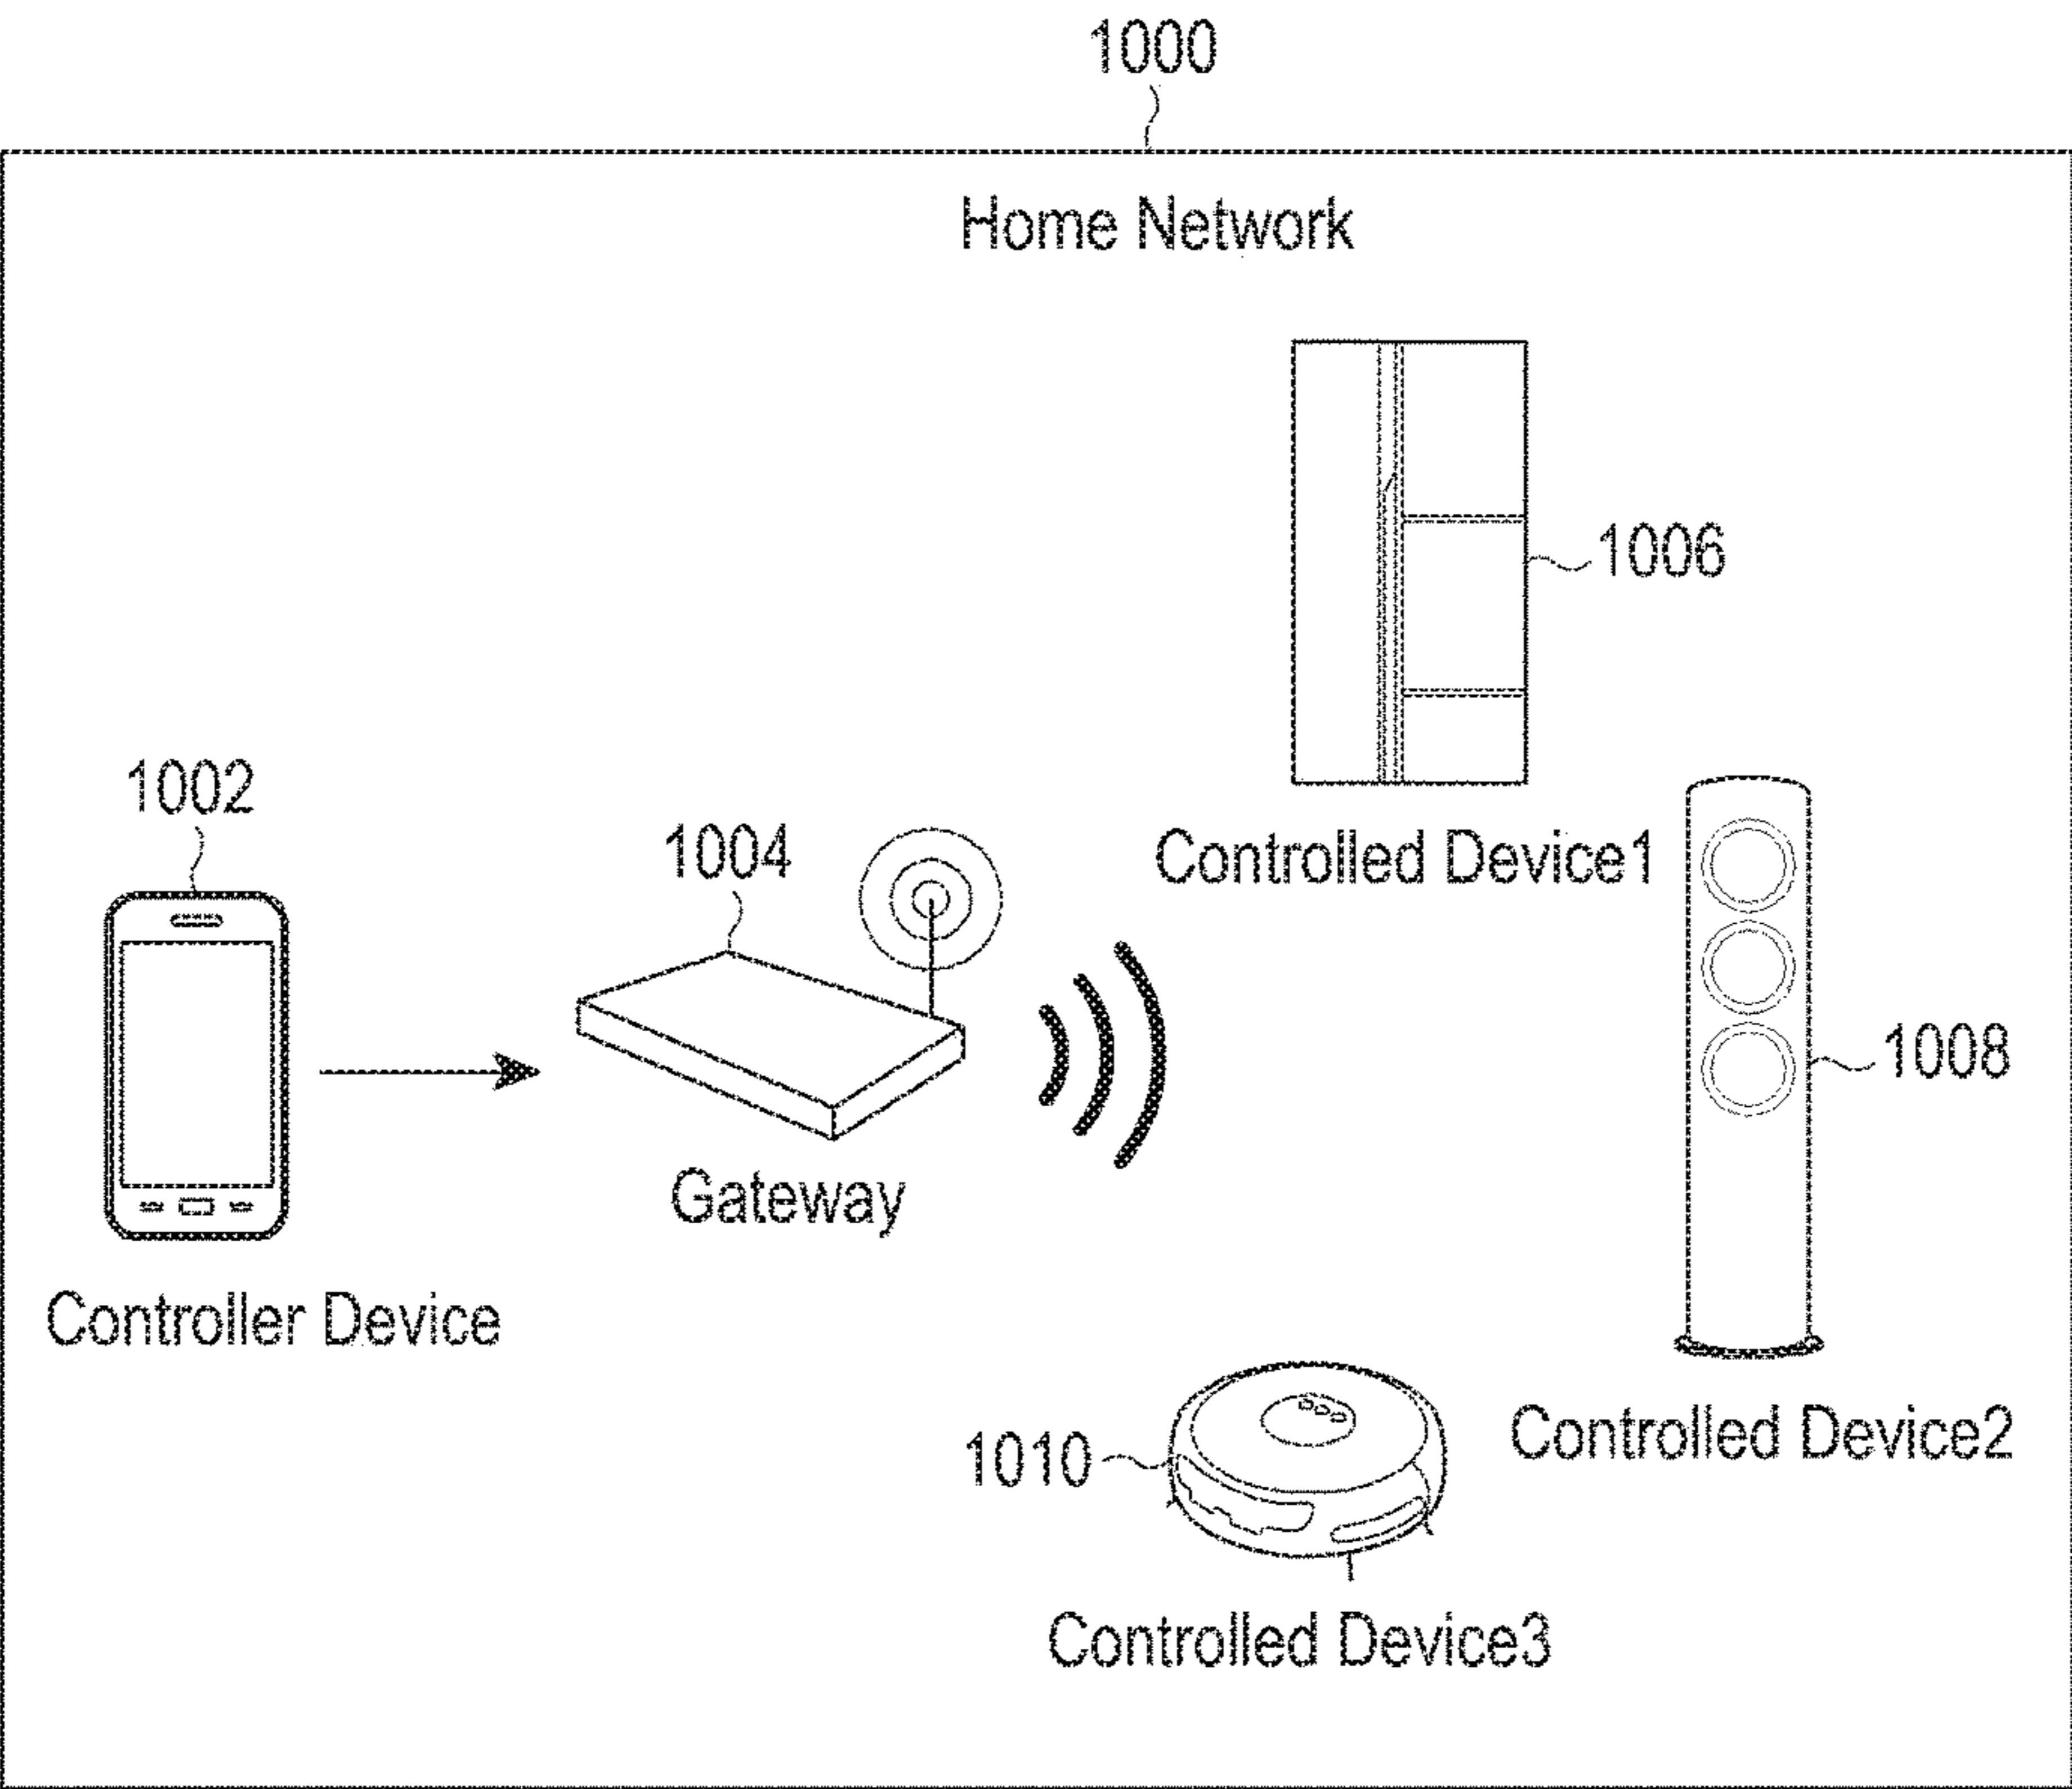 1000
Home Network
1006
1002
1004
Controlled Device1
1008
Gateway
Controller Device
1010
Controlled Device2
Controlled Device3